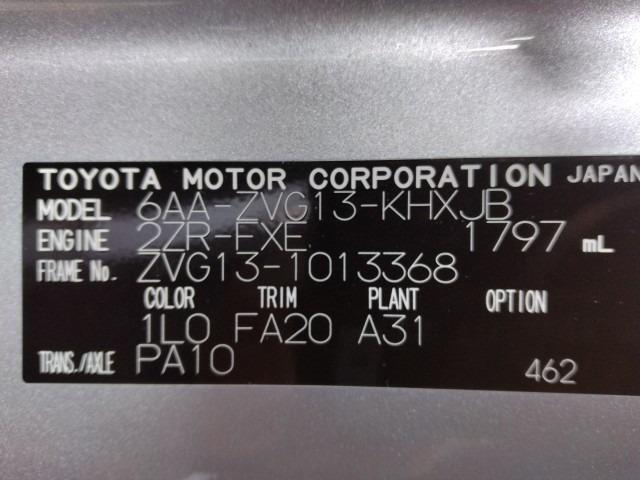 TOYOTA MOTOR CORPORATION JAPAN
MODEL 6AA-ZVG13-KHXJB
ENGINE 2ZR-FXE 1797 mL
FRAME No. ZVG13-1013368
COLOR TRIM PLANT OPTION
1L0 FA20 A31
TRANS./AXLE PA10
462